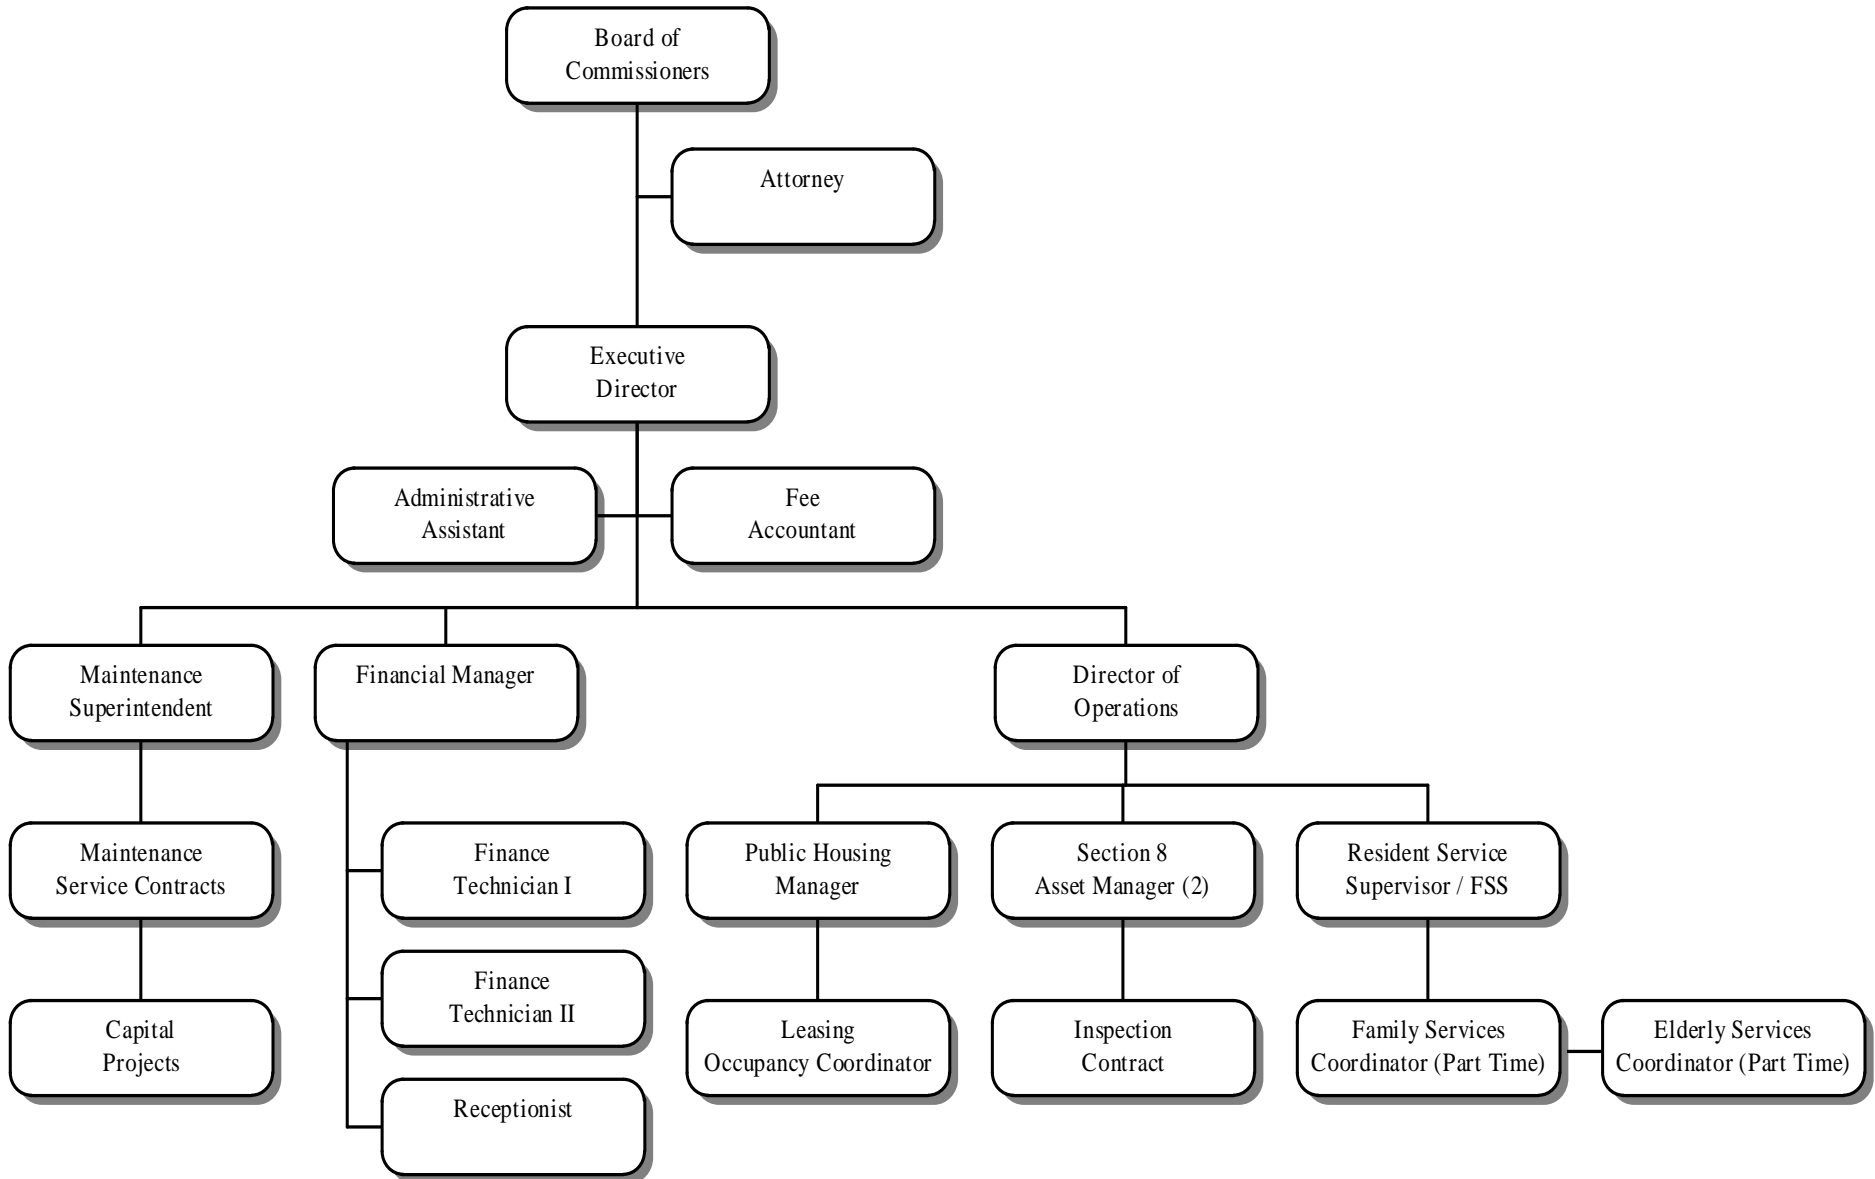 Board of
Commissioners
Attorney
Executive
Director
Administrative
Assistant
Fee
Accountant
Maintenance
Superintendent
Financial Manager
Director of
Operations
Maintenance
Service Contracts
Finance
Technician I
Public Housing
Manager
Section 8
Asset Manager (2)
Resident Service
Supervisor / FSS
Finance
Technician II
Capital
Projects
Leasing
Occupancy Coordinator
Inspection
Contract
Family Services
Coordinator (Part Time)
Elderly Services
Coordinator (Part Time)
Receptionist